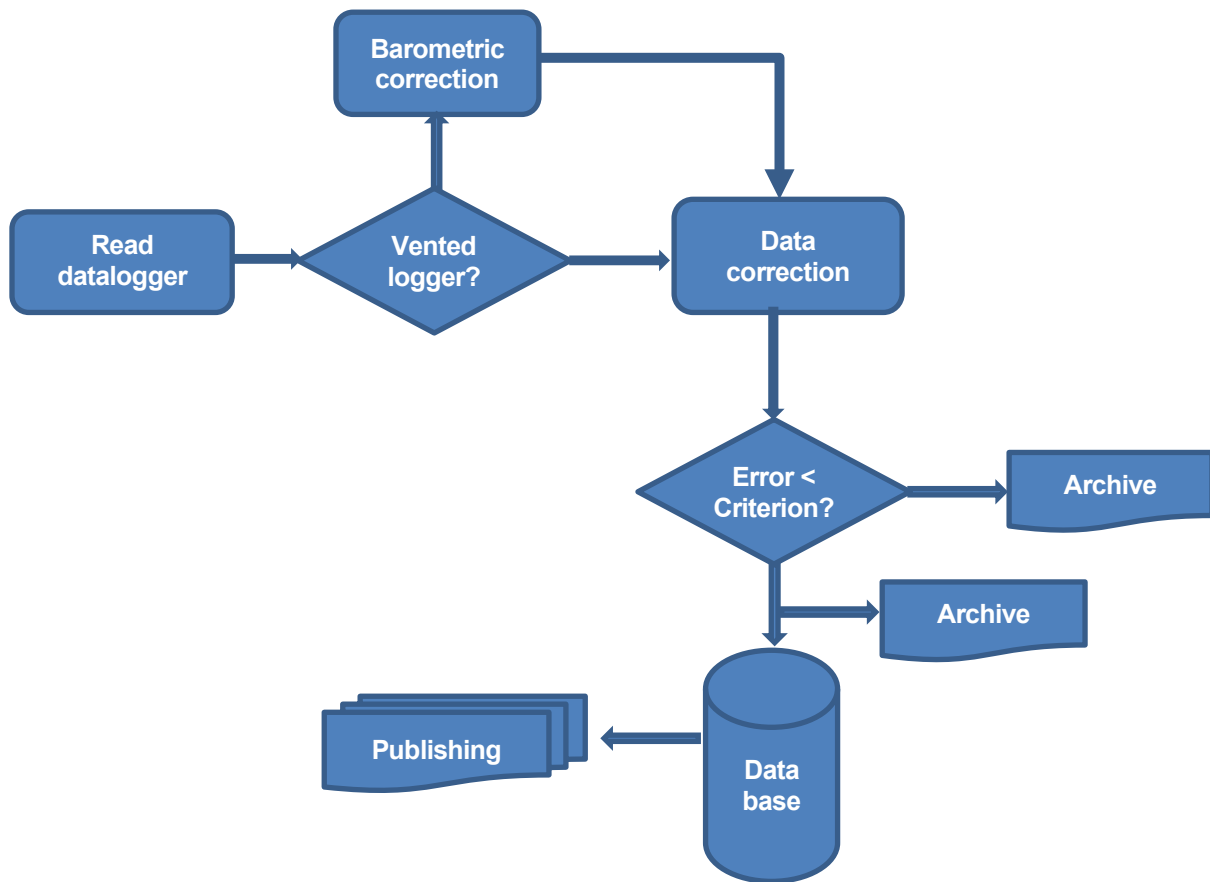 Barometric
correction
Read
datalogger
Vented
logger?
Data
correction
Error <
Criterion?
Archive
Archive
Publishing
Data
base